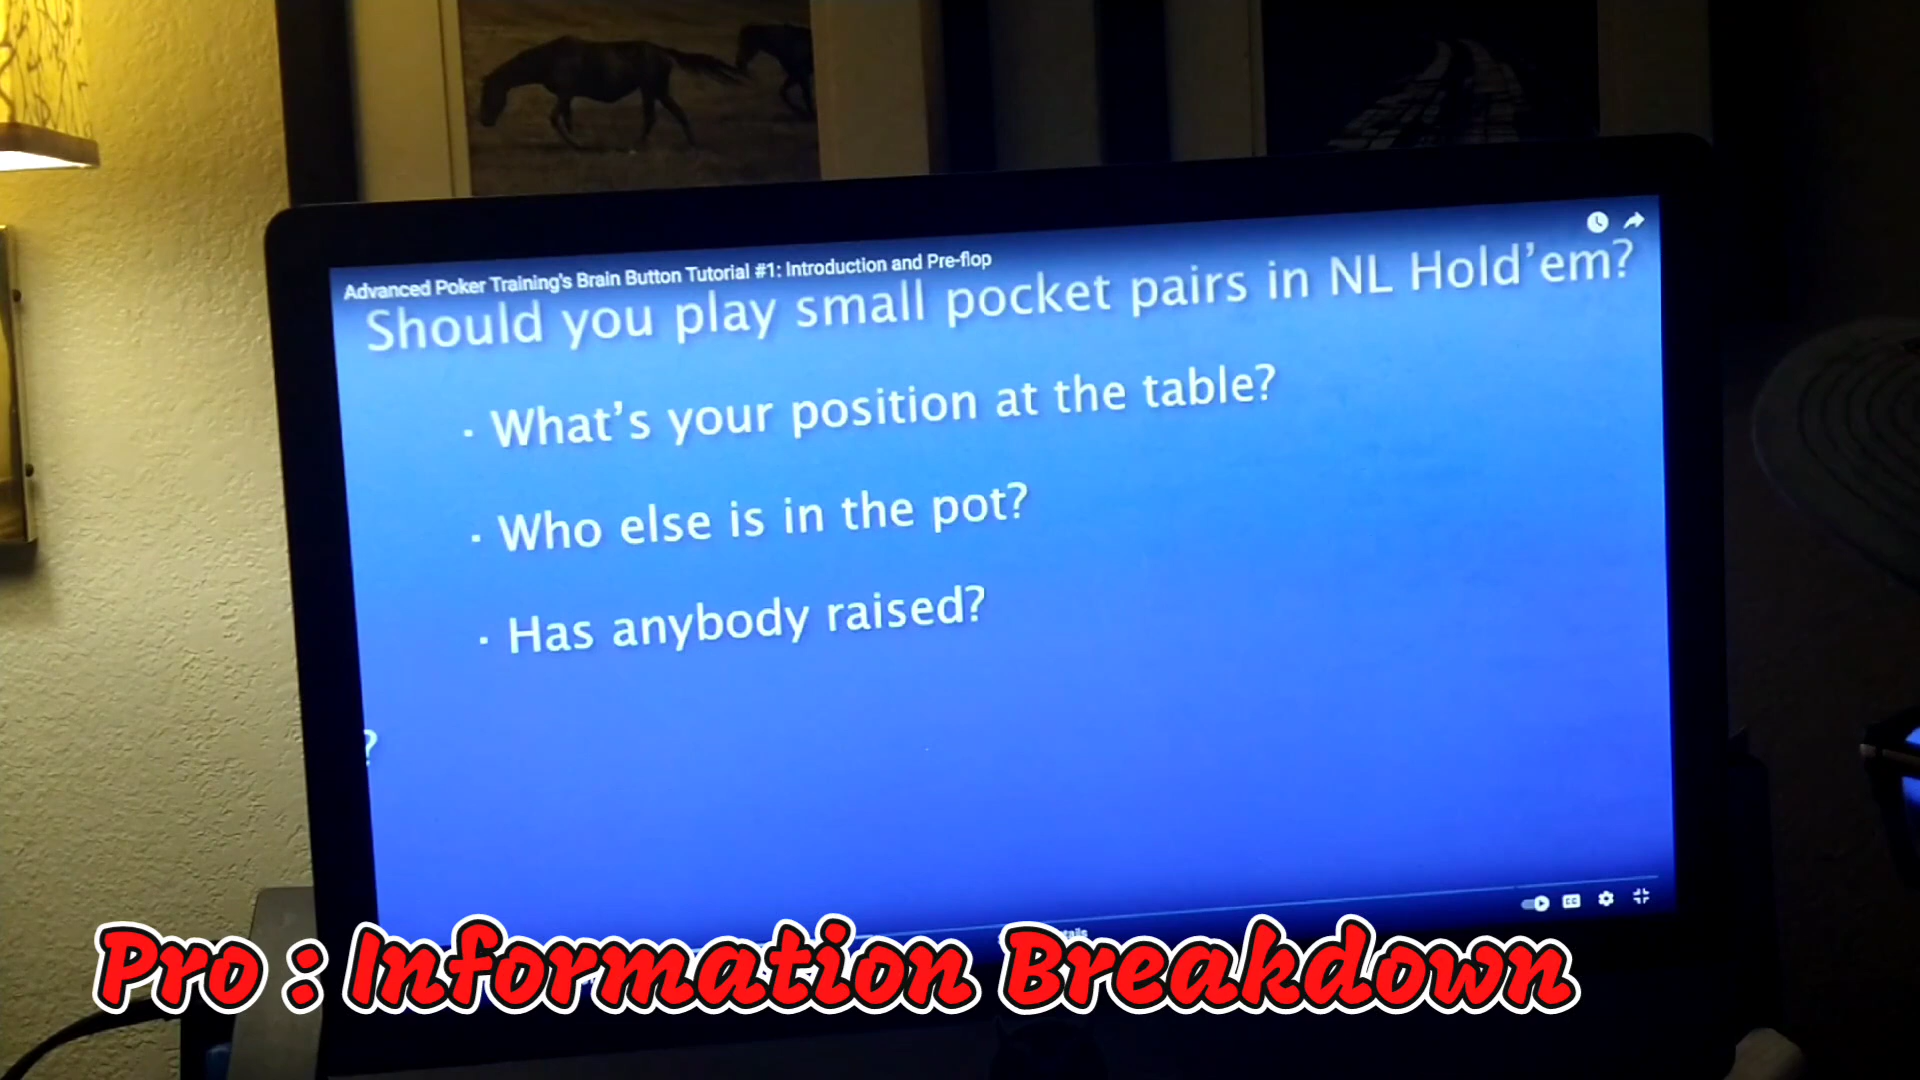 Advanced Poker Training's Brain Button Tutorial #1: Introduction and Pre-flop
Should you play small pocket pairs in NL Hold'em?
· What's your position at the table?
· Who else is in the pot?
· Has anybody raised?
?
CC
Pro : Information Breakdown